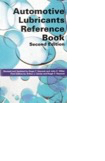 Automotive
Lubricants
Reference
Book
Second Edition